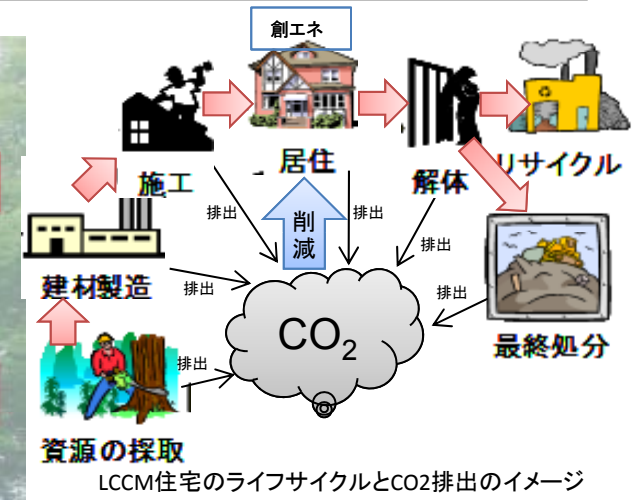 創エネ
施工
居住
解体
リサイクル
排出
削
減
排出
排出
建材製造
排出
排出
CO2
最終処分
排出
資源の採取
LCCM住宅のライフサイクルとCO2排出のイメージ